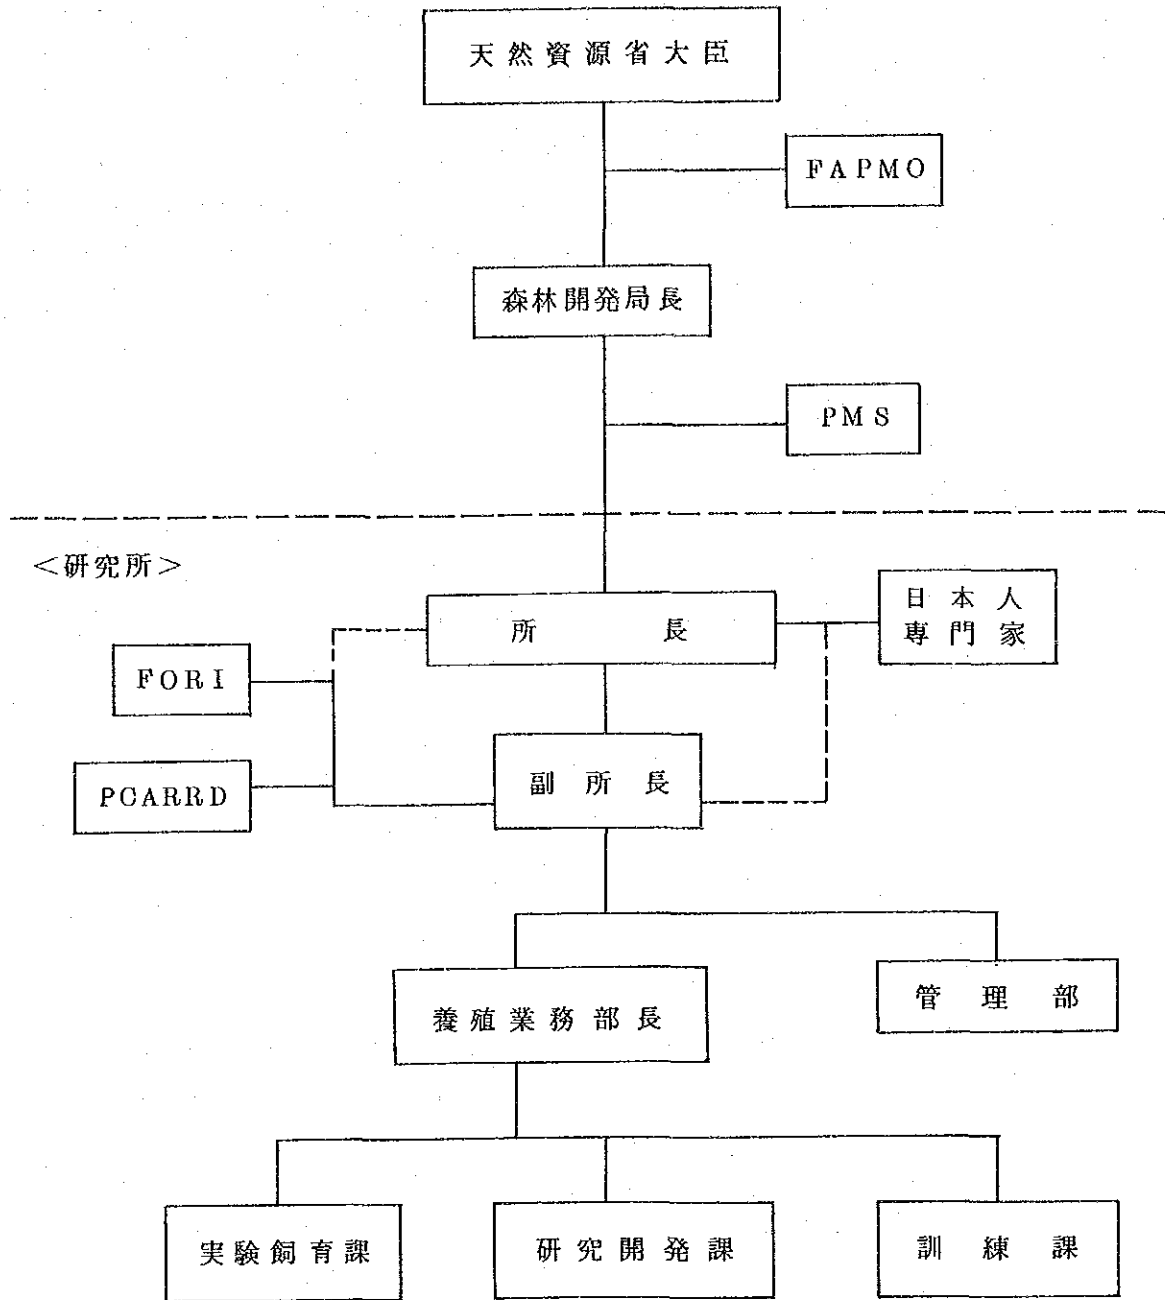 天然資源省大臣
FAPMO
森林開発局長
PMS
<研究所>
所長
日本人
専門家
FORI
PCARRD
副所長
養殖業務部長
管理部
実験飼育課
研究開発課
訓練課